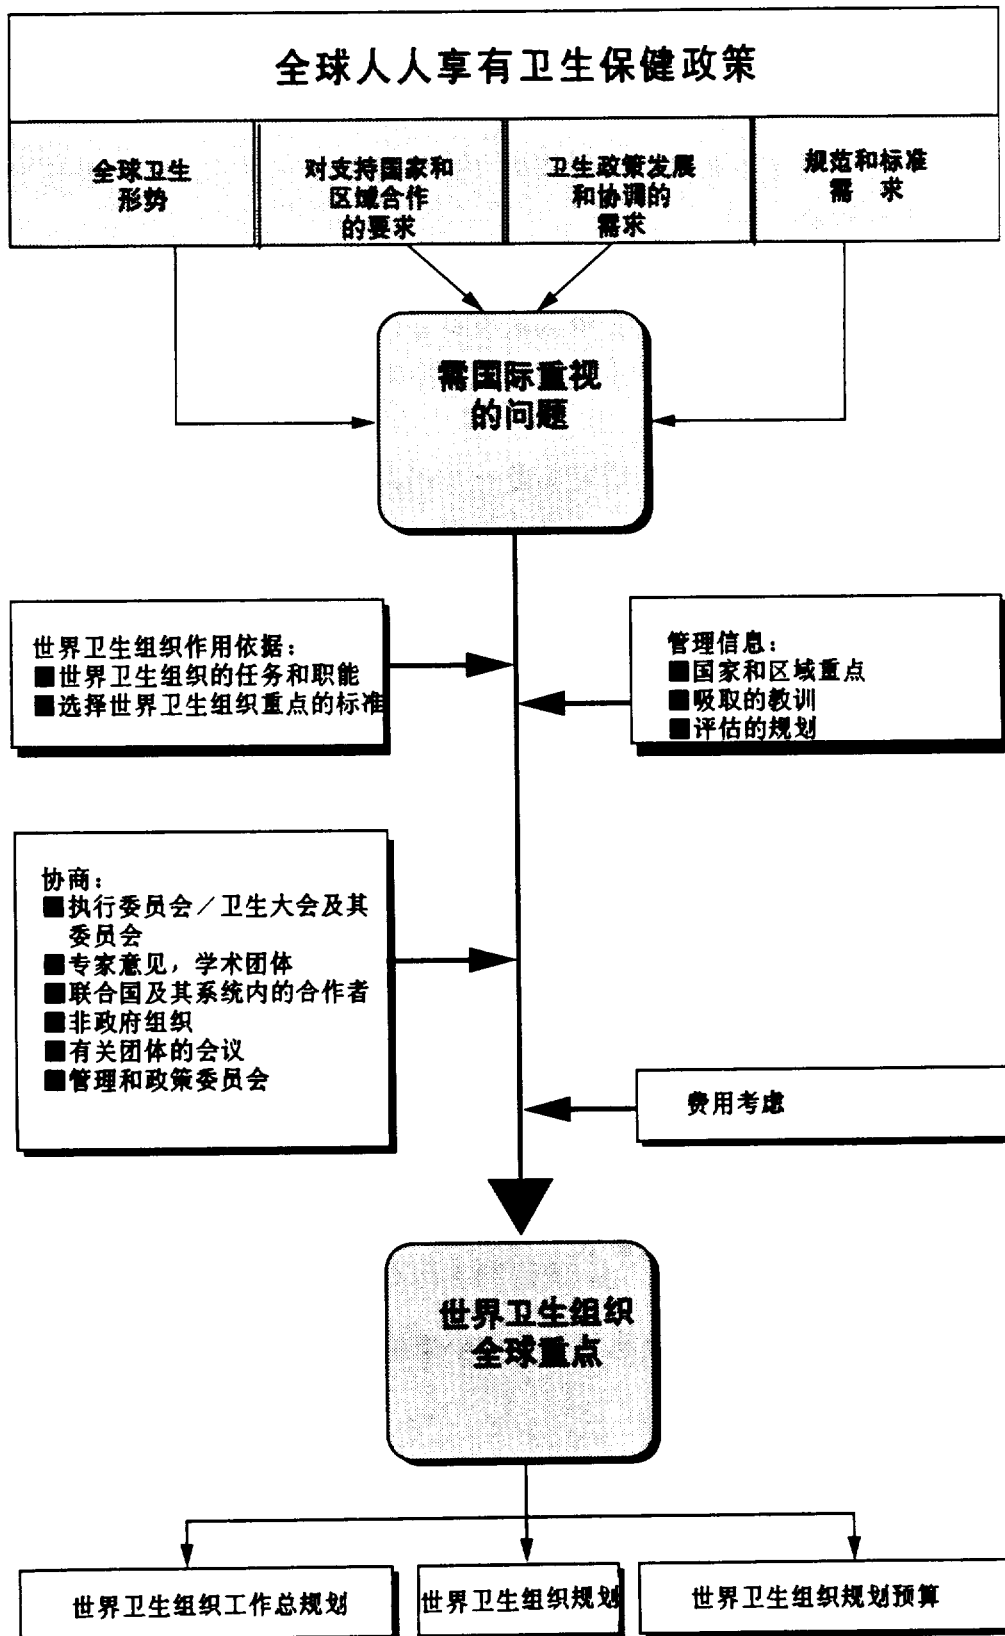 全球人人享有卫生保健政策
全球卫生
形势
对支持国家和
区域合作
的要求
卫生政策发展
和协调的
需求
规范和标准
需 求
需国际重视
的问题
世界卫生组织作用依据：
■世界卫生组织的任务和职能
■选择世界卫生组织重点的标准
管理信息：
■国家和区域重点
■吸取的教训
■评估的规划
协商：
■执行委员会／卫生大会及其
委员会
■专家意见，学术团体
■联合国及其系统内的合作者
■非政府组织
■有关团体的会议
■管理和政策委员会
费用考虑
世界卫生组织
全球重点
世界卫生组织工作总规划
世界卫生组织规划
世界卫生组织规划预算